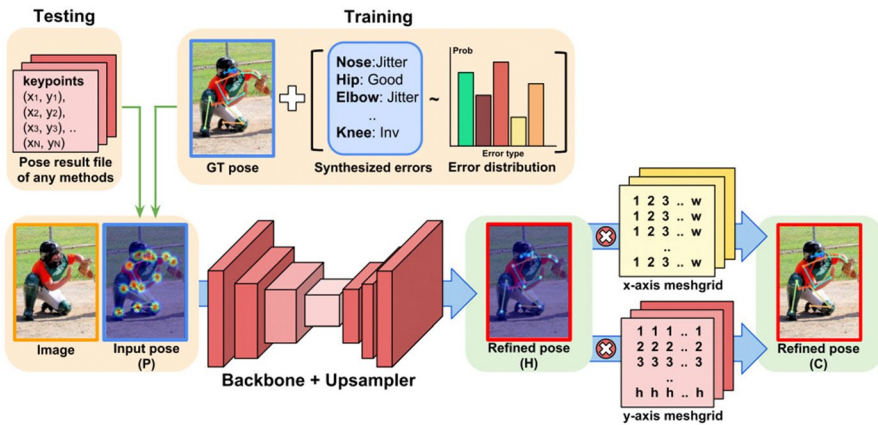 Testing
Training
keypoints
(x1, y1),
(x2, y2),
(x3, y3), ..
(xN, yN)
Pose result file
of any methods
GT pose
Nose:Jitter
Hip: Good
Elbow: Jitter
..
Knee: Inv
Synthesized errors
~
Prob
Error type
Error distribution
Image
Input pose
(P)
Backbone + Upsampler
Refined pose
(H)
1 2 3 .. w
1 2 3 .. w
1 2 3 .. w
..
1 2 3 .. w
x-axis meshgrid
1 1 1 .. 1
2 2 2 .. 2
3 3 3 .. 3
..
h h h .. h
y-axis meshgrid
Refined pose
(C)